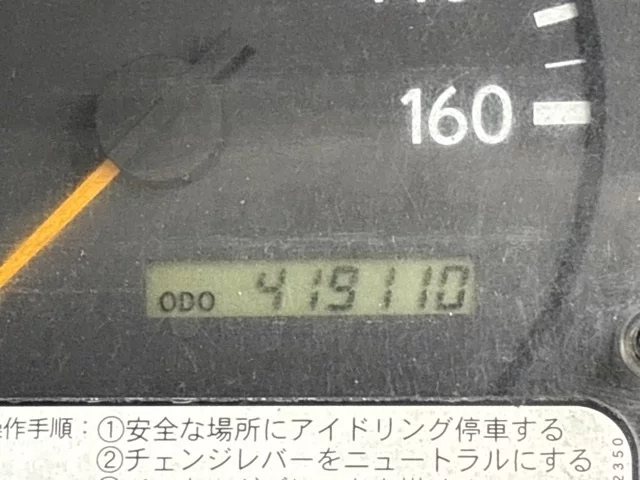 160
ODO 419110
作手順：①安全な場所にアイドリング停車する
②チェンジレバーをニュートラルにする
2350